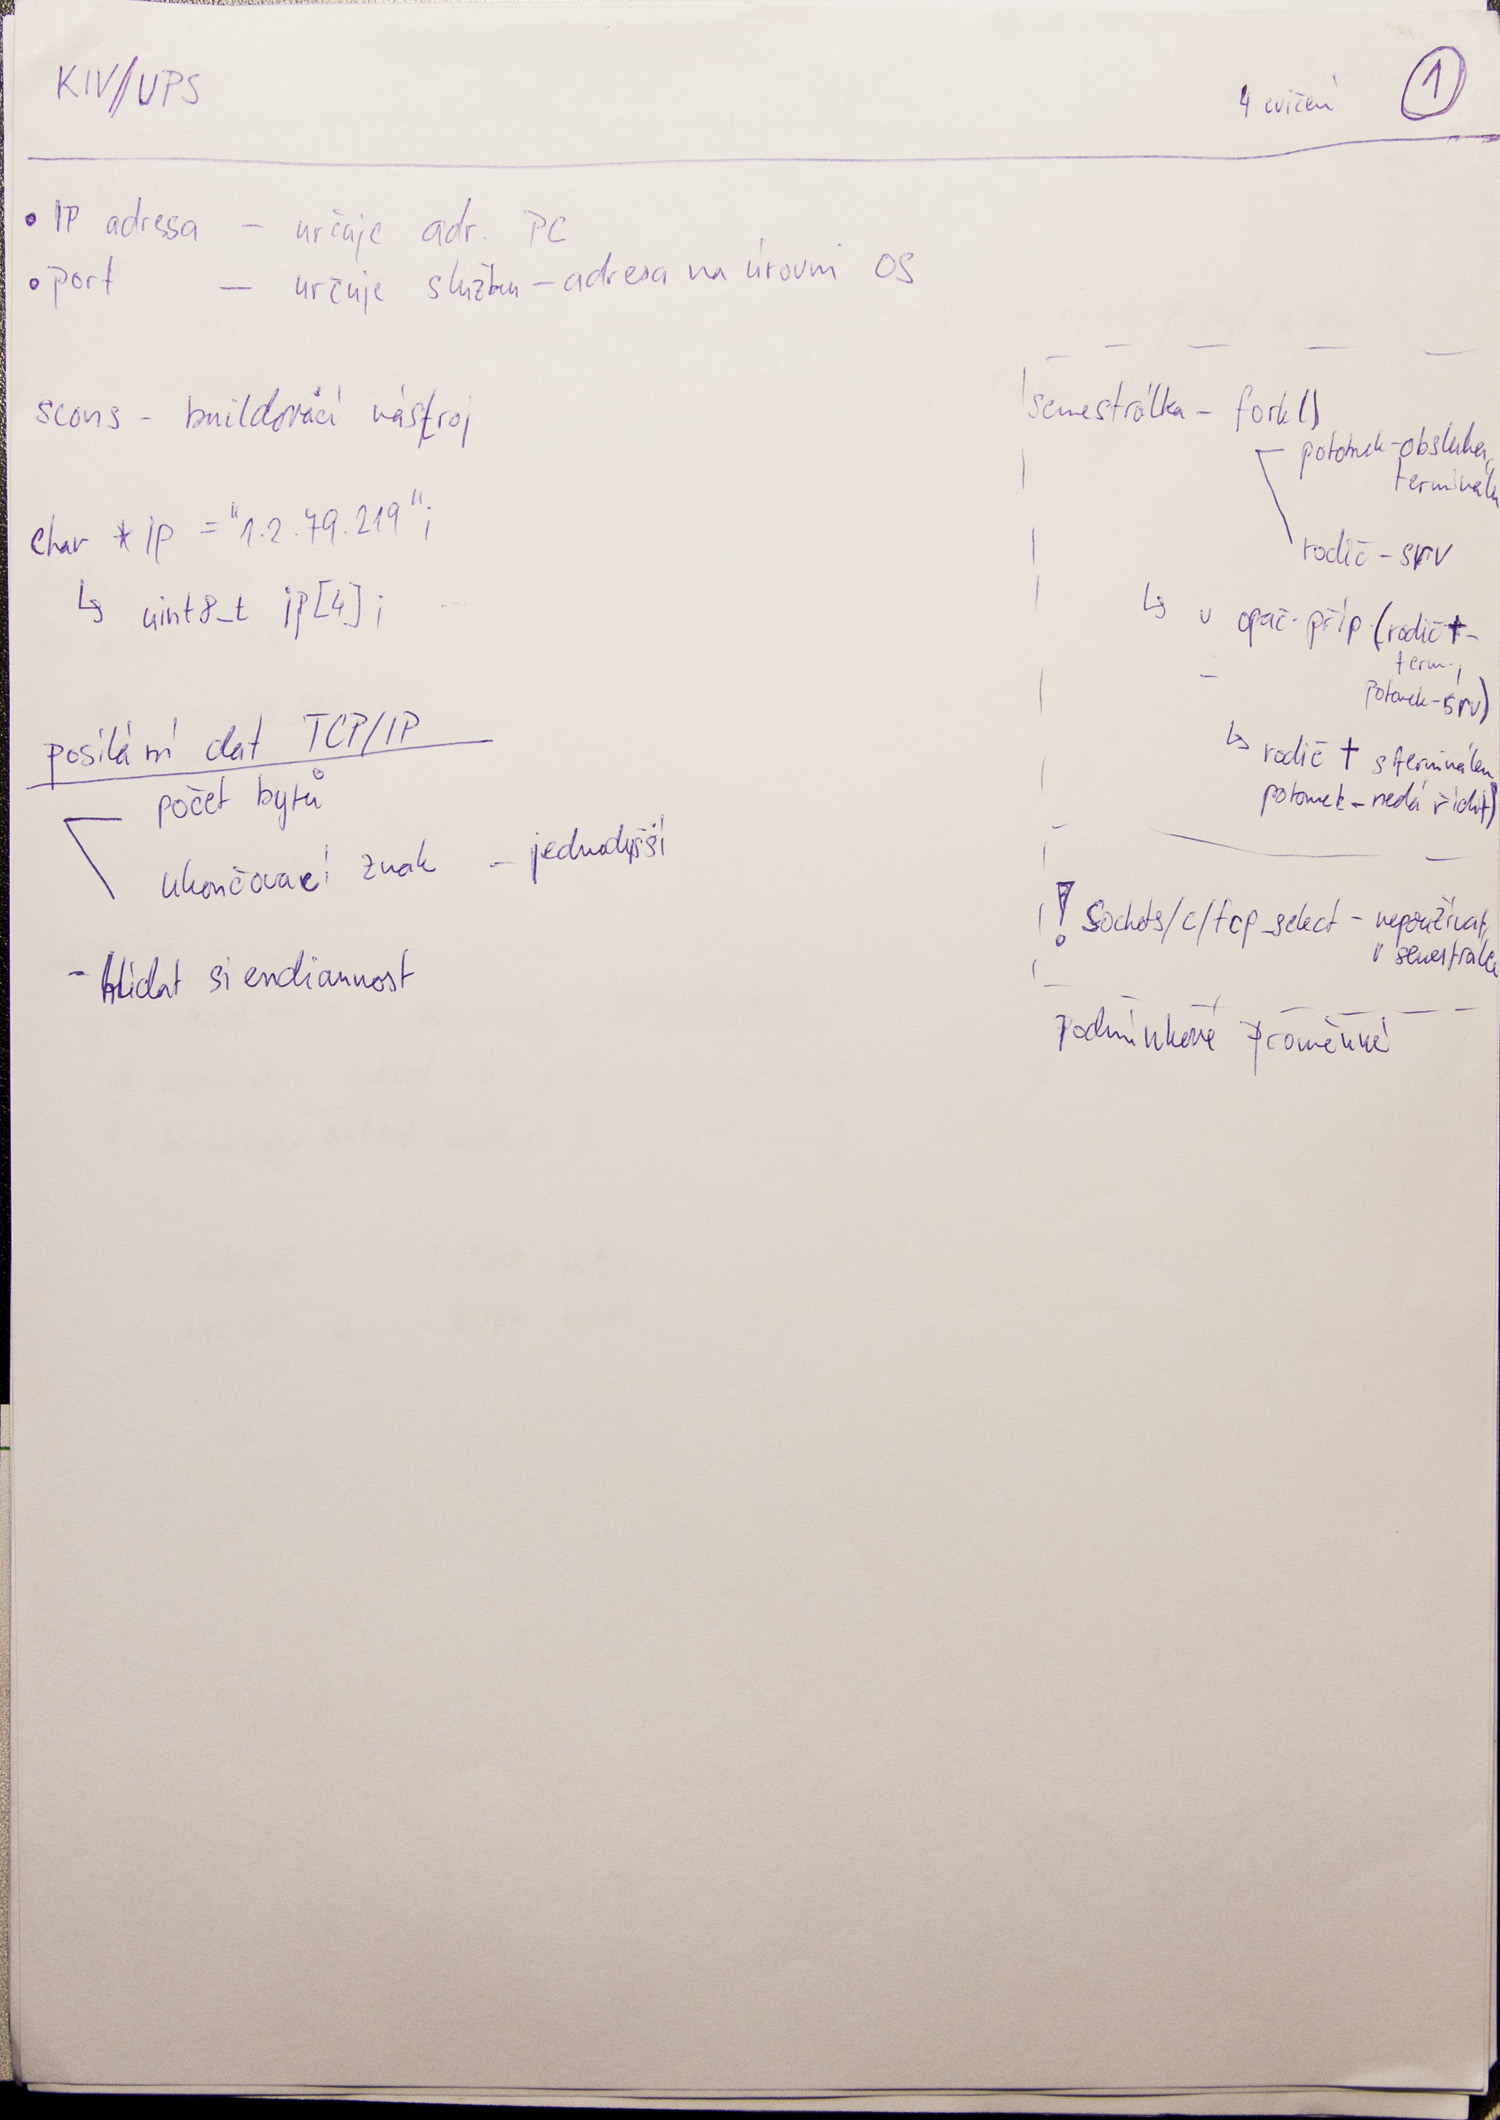 KIV/UPS
4 cvičení
1
• IP adresa – určuje adr. PC
• port – určuje službu – adresa na úrovni OS
scons - buildovací nástroj
char *ip = "1.2.79.219";
↳ uint8_t ip[4];
posílání dat TCP/IP
počet bytů
ukončovací znak – jednodušší
- hlídat si endiannost
semestrálka – fork()
potomek - obsluha
terminálu
rodič – srv
↳ v opač. příp. (rodič -
term.,
potomek - srv)
↳ rodič † s terminálem
potomek – nedá řídit)
! Sockets/c/tcp_select – nepoužívat
v semestrálce
Podmínkové proměnné